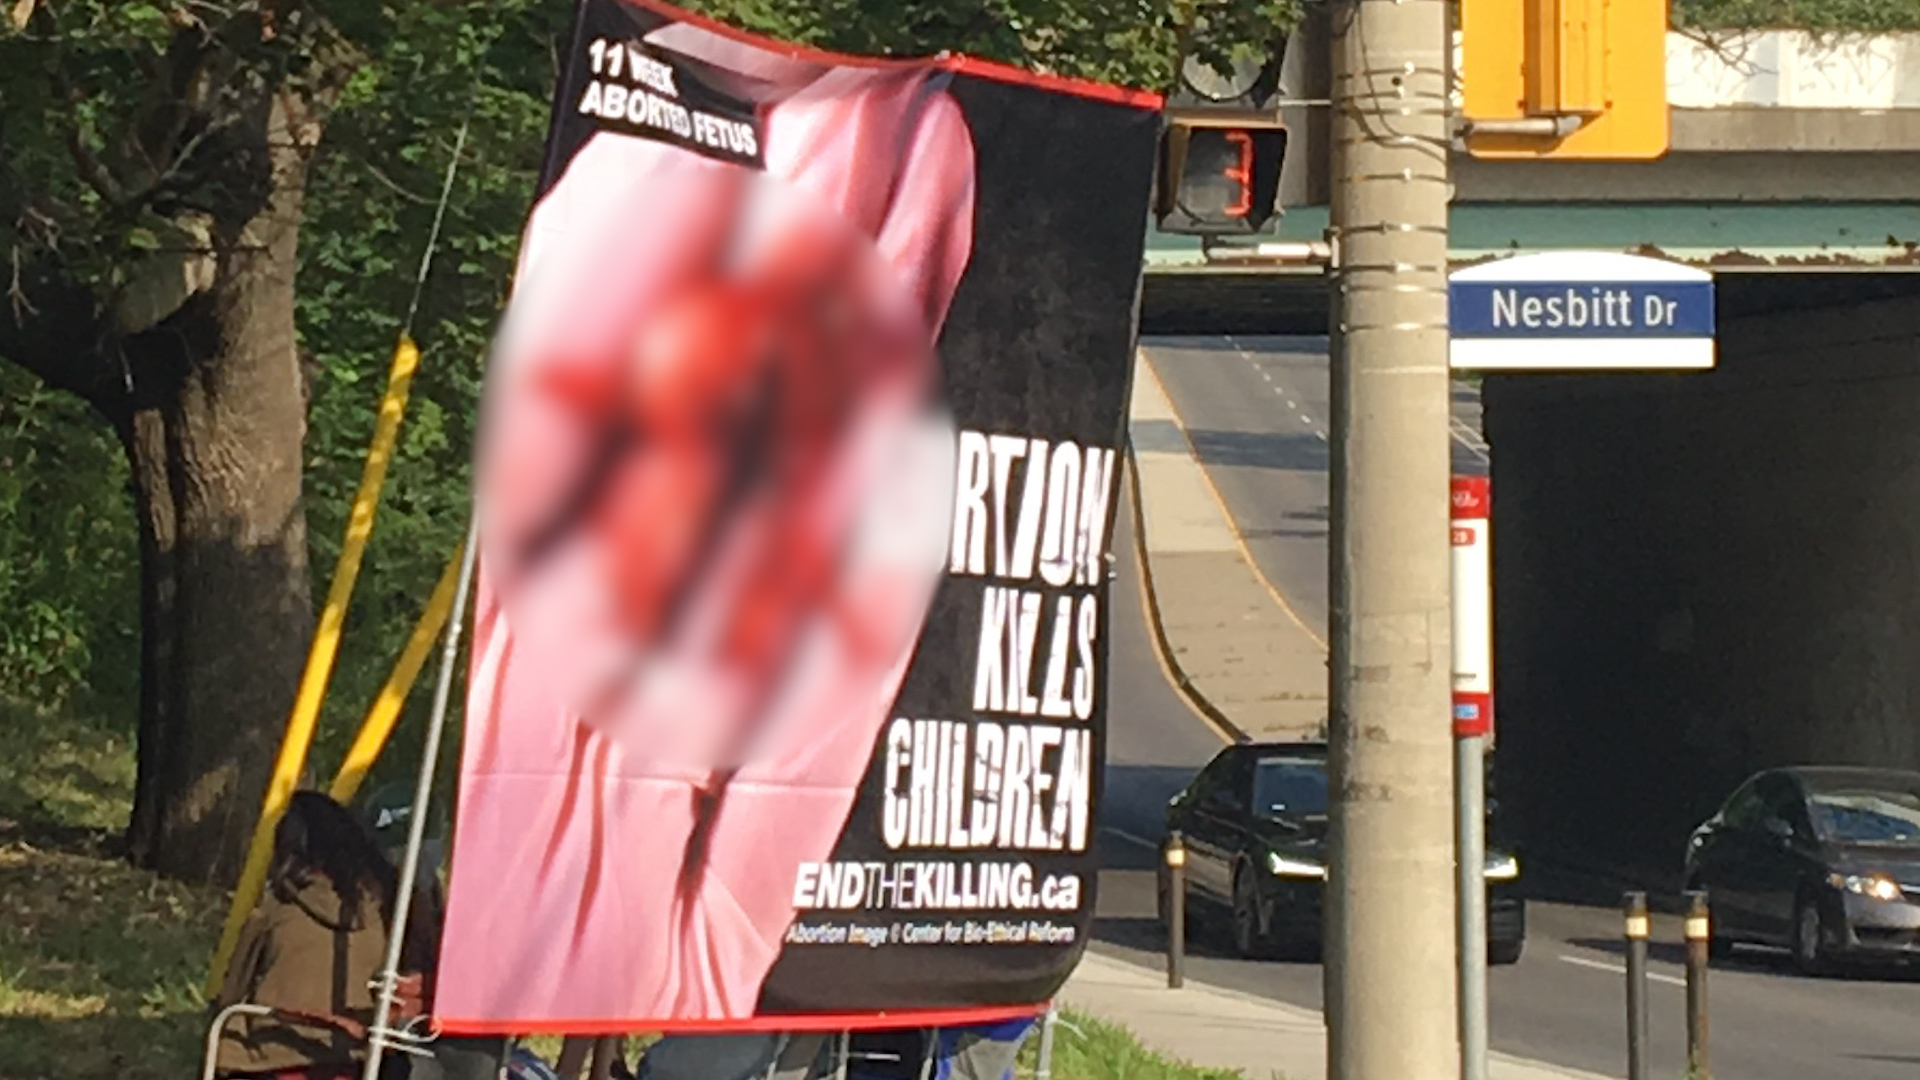 11 WEEK
ABORTED FETUS
3
Nesbitt Dr
RTION
KILLS
CHILDREN
ENDTHEKILLING.ca
Abortion Image © Center for Bio-Ethical Reform